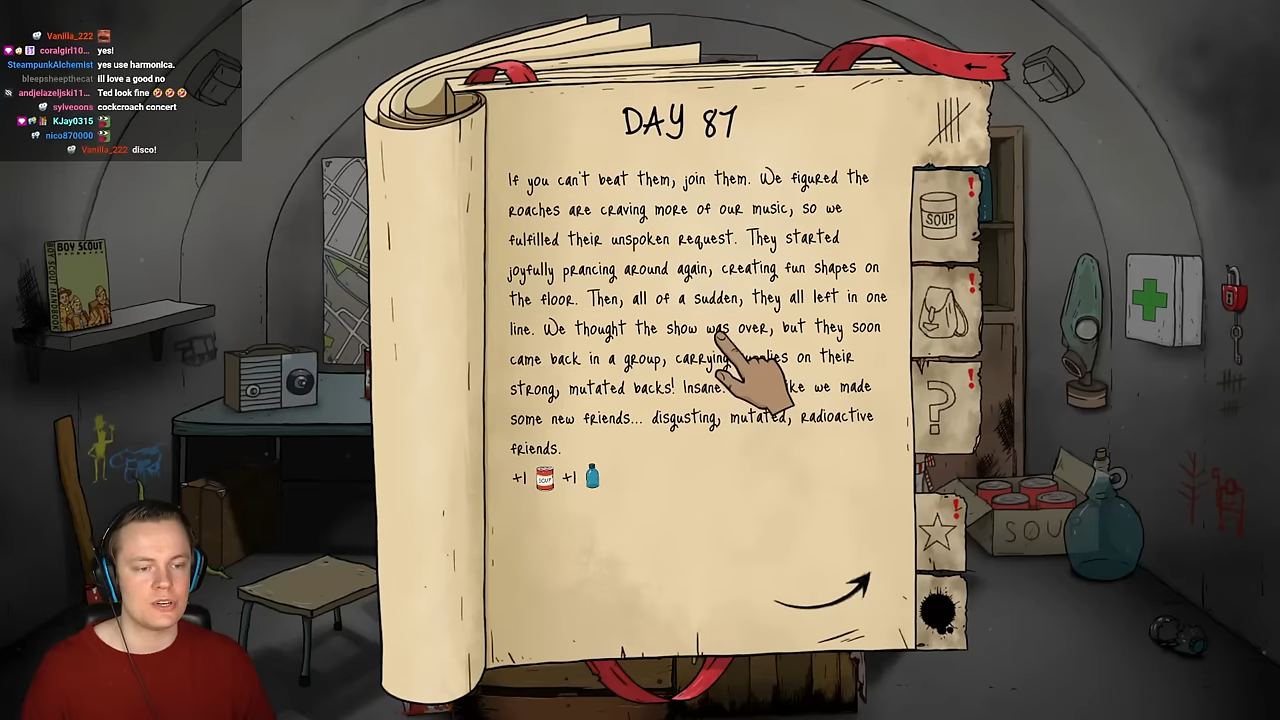 Vanilla_222
coralgirl10... yes!
SteampunkAlchemist yes use harmonica.
bleepsheepthecat Ill love a good no
andjelazeljski11... Ted look fine
sylveoons cockcroach concert
KJay0315
nico870000
Vanilla_222 disco!
DAY 87
If you can't beat them, join them. We figured the
roaches are craving more of our music, so we
fulfilled their unspoken request. They started
joyfully prancing around again, creating fun shapes on
the floor. Then, all of a sudden, they all left in one
line. We thought the show was over, but they soon
came back in a group, carrying on their
strong, mutated backs! Insane. we made
some new friends... disgusting, mutated, radioactive
friends.
+1 SOUP +1
SOUP
!
!
?
!
!
BOY SCOUT
BOY SCOUT HANDBOOK
SOU